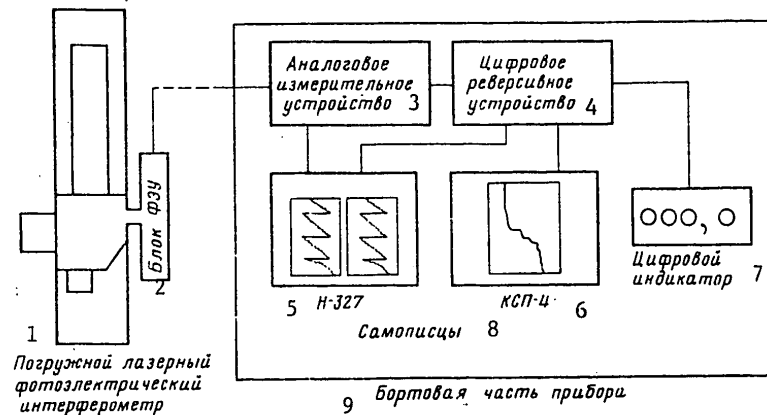 Аналоговое
измерительное
устройство 3
Цифровое
реверсивное
устройство 4
Блок ФЭУ
2
ООО, О
Цифровой
индикатор 7
5 Н-327
КСП-4 6
Самописцы 8
1
Погружной лазерный
фотоэлектрический
интерферометр
9 Бортовая часть прибора